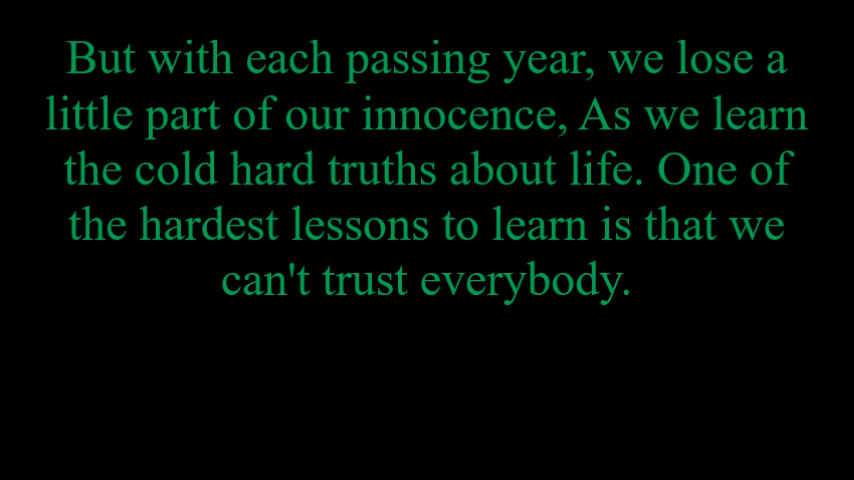 But with each passing year, we lose a
little part of our innocence, As we learn
the cold hard truths about life. One of
the hardest lessons to learn is that we
can't trust everybody.